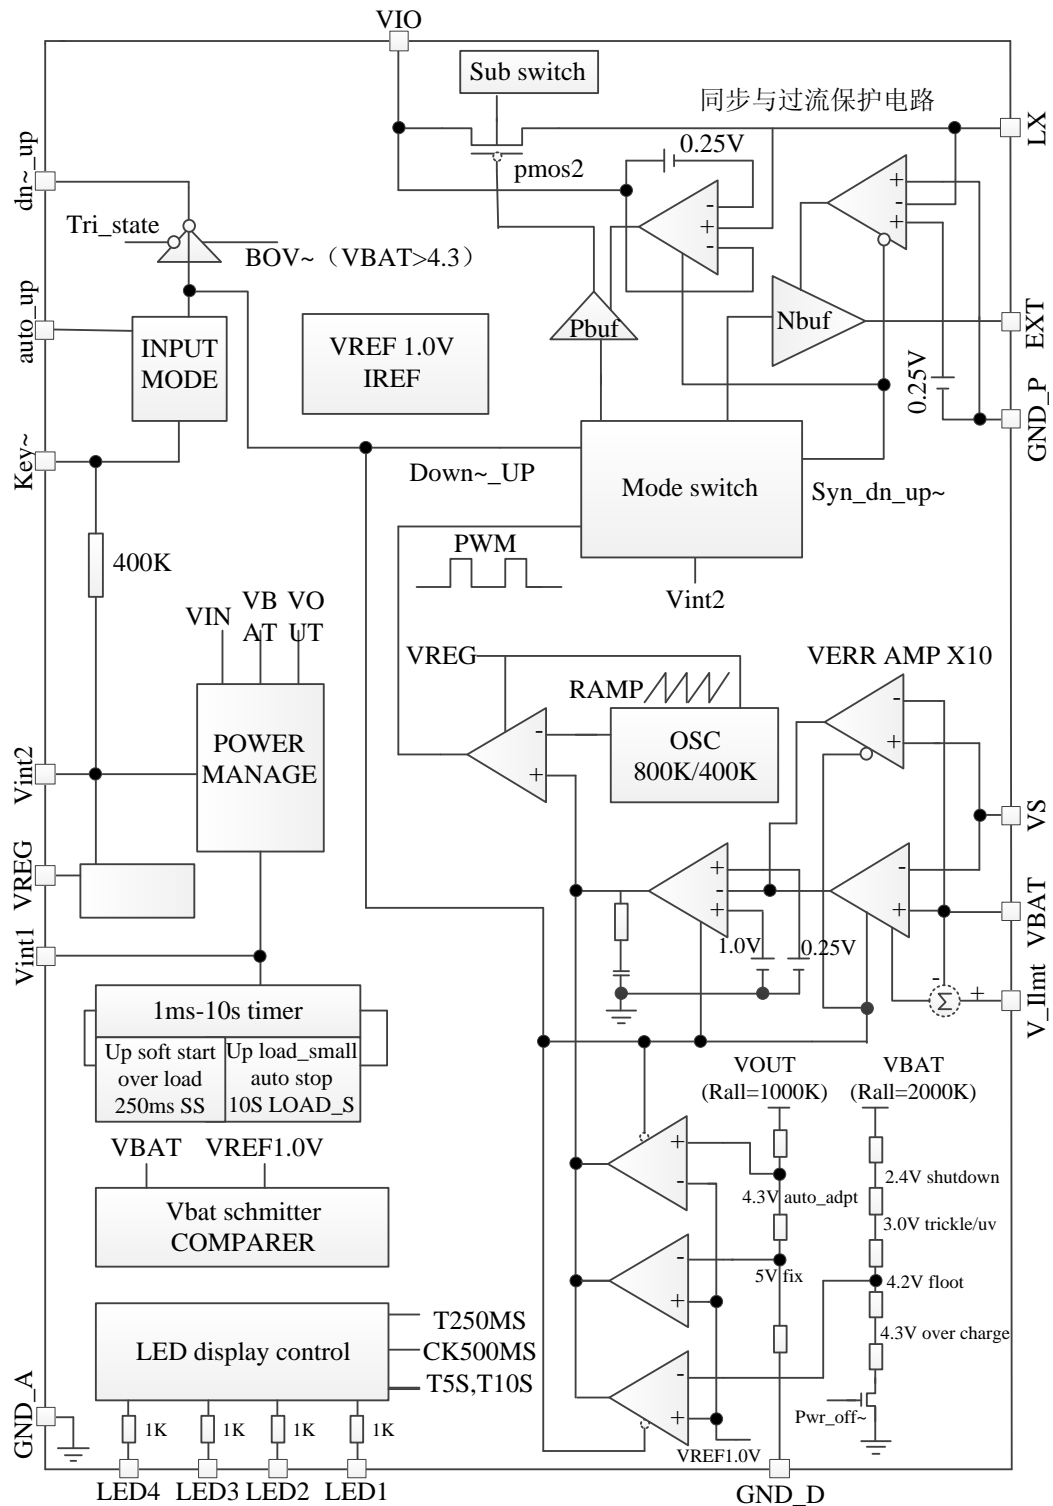 VIO
Sub switch
同步与过流保护电路
LX
0.25V
pmos2
dn~_up
Tri_state
BOV~（VBAT>4.3）
+
-
+
-
+
-
auto_up
INPUT
MODE
VREF 1.0V
IREF
Pbuf
Nbuf
EXT
0.25V
GND_P
Key~
Down~_UP
Mode switch
Syn_dn_up~
400K
PWM
Vint2
VIN
VB
AT
VO
UT
VREG
RAMP
VERR AMP X10
POWER
MANAGE
OSC
800K/400K
-
+
-
+
Vint2
VS
VREG
+
-
+
-
+
VBAT
1.0V
0.25V
Vint1
-
Σ
+
V_Ilmt
1ms-10s timer
Up soft start
over load
250ms SS
Up load_small
auto stop
10S LOAD_S
VOUT
(Rall=1000K)
VBAT
(Rall=2000K)
VBAT
VREF1.0V
+
-
4.3V auto_adpt
2.4V shutdown
Vbat schmitter
COMPARER
3.0V trickle/uv
-
+
5V fix
4.2V floot
LED display control
T250MS
CK500MS
T5S,T10S
4.3V over charge
-
+
Pwr_off~
GND_A
1K
1K
1K
1K
VREF1.0V
LED4
LED3
LED2
LED1
GND_D